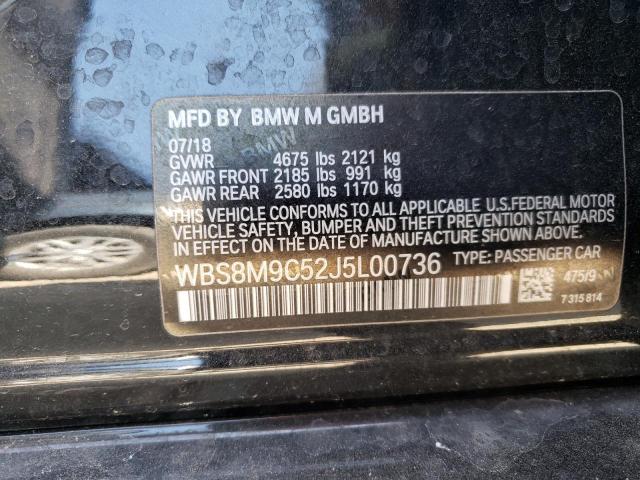 MFD BY BMW M GMBH
07/18
GVWR 4675 lbs 2121 kg
GAWR FRONT 2185 lbs 991 kg
GAWR REAR 2580 lbs 1170 kg
THIS VEHICLE CONFORMS TO ALL APPLICABLE U.S.FEDERAL MOTOR
VEHICLE SAFETY, BUMPER AND THEFT PREVENTION STANDARDS
IN EFFECT ON THE DATE OF MANUFACTURE SHOWN ABOVE.
WBS8M9C52J5L00736 TYPE: PASSENGER CAR
475/9 N
7 315 814